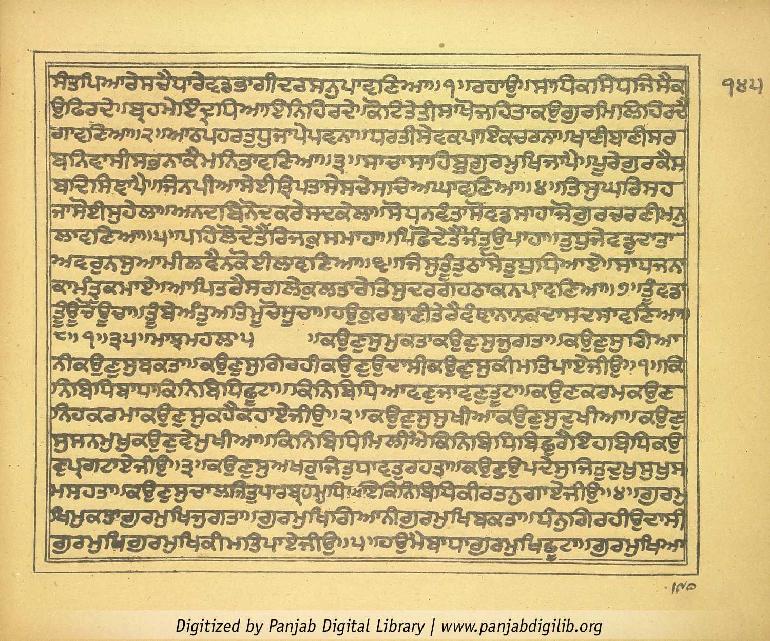 ਸੰਤਪਿਆਰੇਸਚੈਧਾਰੇਵਡਭਾਗੀਦਰਸਨੁਪਾਵਣਿਆ॥੧॥ਰਹਾਉ॥ਸਾਧਿਕਸਿਧਜਿਸੈਕ
ਉਫਿਰਦੇ॥ਬ੍ਰਹਮੇਇੰਦ੍ਰਧਿਆਇਨਿਹਿਰਦੇ॥ਕੋਟਿਤੇਤੀਸਾਖੋਜਹਿਤਾਕਉਗੁਰਮਿਲਿਹਿਰਦੈ
ਗਾਵਣਿਆ॥੨॥ਆਠਪਹਰਤੁਧੁਜਾਪੇਪਵਨਾ॥ਧਰਤੀਸੇਵਕਪਾਇਕਚਰਨਾ॥ਖਾਣੀਬਾਣੀਸਰ
ਬਨਿਵਾਸੀਸਭਨਾਕੈਮਨਿਭਾਵਣਿਆ॥੩॥ਸਾਚਾਸਾਹਿਬੁਗੁਰਮੁਖਿਜਾਪੈ॥ਪੂਰੇਗੁਰਕੈਸ
ਬਦਿਸਿਞਾਪੈ॥ਜਿਨਪੀਆਸੇਈਤ੍ਰਿਪਤਾਸੇਸਚੇਸਾਚਿਅਘਾਵਣਿਆ॥੪॥ਤਿਸੁਘਰਿਸਹ
ਜਾਸੋਈਸੁਹੇਲਾ॥ਅਨਦਬਿਨੋਦਕਰੇਸਦਕੇਲਾ॥ਸੋਧਨਵੰਤਾਸੋਵਡਸਾਹਾਜੋਗੁਰਚਰਣੀਮਨੁ
ਲਾਵਣਿਆ॥੫॥ਪਹਿਲੋਦੇਤੈਂਰਿਜਕੁਸਮਾਹਾ॥ਪਿਛੋਦੇਤੈਂਜੰਤੁਉਪਾਹਾ॥ਤੁਧੁਜੇਵਡੁਦਾਤਾ
ਅਵਰੁਨਸੁਆਮੀਲਵੈਨਕੋਈਲਾਵਣਿਆ॥੬॥ਜਿਸੁਤੂੰਤੁਠਾਸੋਤੁਧੁਧਿਆਏ॥ਸਾਧਜਨਾ
ਕਾਮੰਤ੍ਰੁਕਮਾਏ॥ਆਪਿਤਰੈਸਗਲੇਕੁਲਤਾਰੇਤਿਸੁਦਰਗਹਠਾਕਨਪਾਵਣਿਆ॥੭॥ਤੂੰਵਡਾ
ਤੂੰਊਚੋਊਚਾ॥ਤੂੰਬੇਅੰਤੁਅਤਿਮੂਚੋਮੂਚਾ॥ਹਉਕੁਰਬਾਣੀਤੇਰੈਵੰਞਾਨਾਨਕਦਾਸਦਸਾਵਣਿਆ॥
੮॥੧॥੩੫॥ਮਾਝਮਹਲਾ੫ ॥ਕਉਣੁਸੁਮੁਕਤਾਕਉਣੁਸੁਜੁਗਤਾ॥ਕਉਣੁਸੁਗਿਆ
ਨੀਕਉਣੁਸੁਬਕਤਾ॥ਕਉਣੁਸੁਗਿਰਹੀਕਉਣੁਉਦਾਸੀਕਉਣੁਸੁਕੀਮਤਿਪਾਏਜੀਉ॥੧॥ਕਿ
ਨਿਬਿਧਿਬਾਧਾਕਿਨਿਬਿਧਿਛੂਟਾ॥ਕਿਨਿਬਿਧਿਆਵਣੁਜਾਵਣੁਤੂਟਾ॥ਕਉਣਕਰਮਕਉਣ
ਨਿਹਕਰਮਾਕਉਣੁਸੁਕਹੈਕਹਾਏਜੀਉ॥੨॥ਕਉਣੁਸੁਸੁਖੀਆਕਉਣੁਸੁਦੁਖੀਆ॥ਕਉਣੁ
ਸੁਸਨਮੁਖੁਕਉਣੁਵੇਮੁਖੀਆ॥ਕਿਨਿਬਿਧਿਮਿਲੀਐਕਿਨਿਬਿਧਿਬਿਛੁਰੈਇਹਬਿਧਿਕਉ
ਣੁਪ੍ਰਗਟਾਏਜੀਉ॥੩॥ਕਉਣੁਸੁਅਖਰੁਜਿਤੁਧਾਵਤੁਰਹਤਾ॥ਕਉਣੁਉਪਦੇਸੁਜਿਤੁਦੁਖੁਸੁਖੁਸ
ਮਸਹਤਾ॥ਕਉਣੁਸੁਚਾਲਜਿਤੁਪਾਰਬ੍ਰਹਮੁਧਿਆਏਕਿਨਿਬਿਧਿਕੀਰਤਨੁਗਾਏਜੀਉ॥੪॥ਗੁਰਮੁ
ਖਿਮੁਕਤਾਗੁਰਮੁਖਿਜੁਗਤਾ॥ਗੁਰਮੁਖਿਗਿਆਨੀਗੁਰਮੁਖਿਬਕਤਾ॥ਧੰਨੁਗਿਰਹੀਉਦਾਸੀ
ਗੁਰਮੁਖਿਗੁਰਮੁਖਿਕੀਮਤਿਪਾਏਜੀਉ॥੫॥ਹਉਮੈਬਾਧਾਗੁਰਮੁਖਿਛੂਟਾ॥ਗੁਰਮੁਖਿਆ
੧੪੫
Digitized by Panjab Digital Library | www.panjabdigilib.org